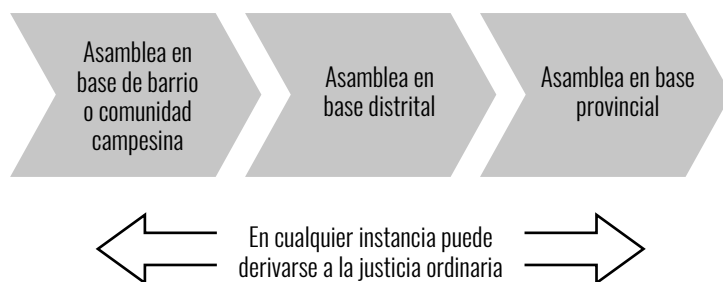 Asamblea en
base de barrio
o comunidad
campesina
Asamblea en
base distrital
Asamblea en base
provincial
En cualquier instancia puede
derivarse a la justicia ordinaria